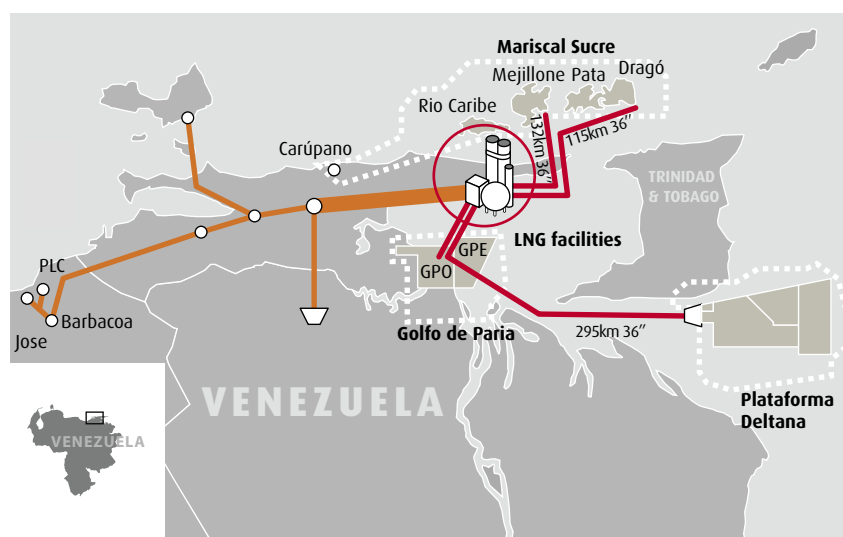 Mariscal Sucre
Dragó
Mejillone Pata
Rio Caribe
132km 36″
115km 36″
Carúpano
TRINIDAD
& TOBAGO
LNG facilities
GPE
GPO
PLC
Barbacoa
Jose
Golfo de Paria
295km 36″
VENEZUELA
Plataforma
Deltana
VENEZUELA